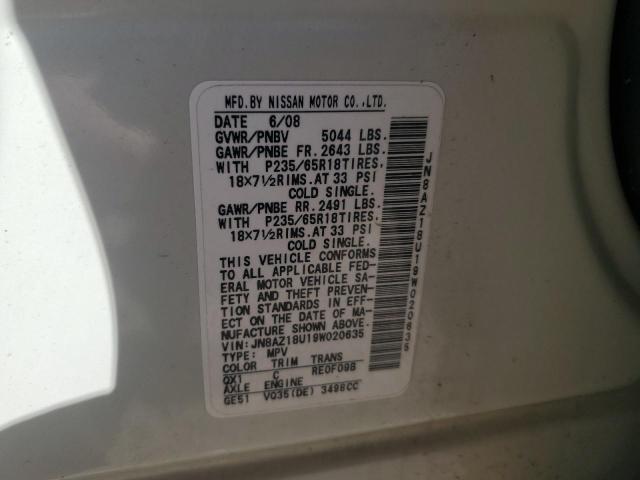 MFD.BY NISSAN MOTOR CO.,LTD.
DATE 6/08
GVWR/PNBV 5044 LBS.
GAWR/PNBE FR. 2643 LBS.
WITH P235/65R18TIRES,
18X7½RIMS.AT 33 PSI
COLD SINGLE.
GAWR/PNBE RR. 2491 LBS.
WITH P235/65R18TIRES,
18X7½RIMS.AT 33 PSI
COLD SINGLE.
THIS VEHICLE CONFORMS
TO ALL APPLICABLE FED-
ERAL MOTOR VEHICLE SA-
FETY AND THEFT PREVEN-
TION STANDARDS IN EFF-
ECT ON THE DATE OF MA-
NUFACTURE SHOWN ABOVE.
VIN: JN8AZ18U19W020635
TYPE: MPV
COLOR TRIM TRANS
QX1 C RE0F09B
AXLE ENGINE
GE51 VQ35(DE) 3498CC
JN8AZ18U19W020635